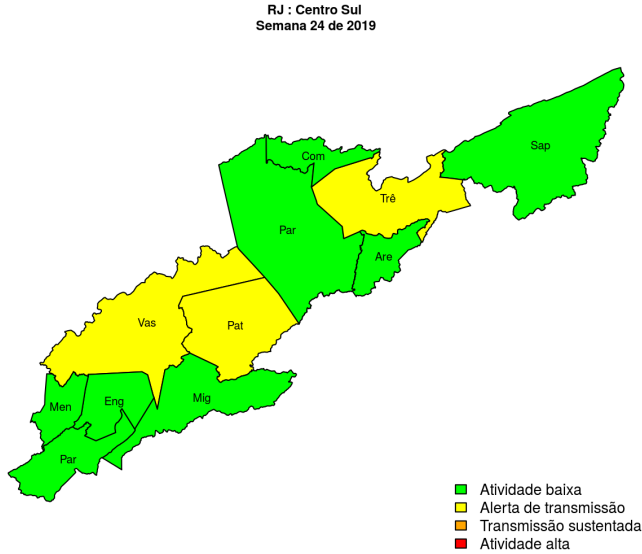 RJ : Centro Sul
Semana 24 de 2019
Sap
Com
Trê
Par
Are
Vas
Pat
Men
Eng
Mig
Par
Atividade baixa
Alerta de transmissão
Transmissão sustentada
Atividade alta